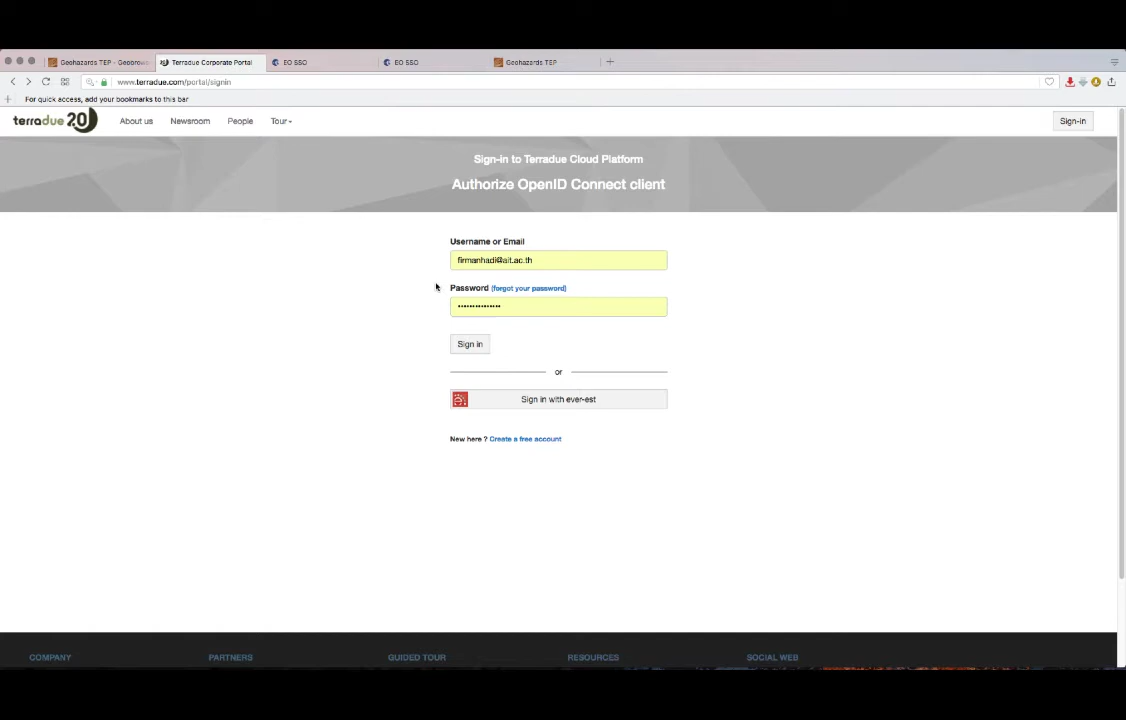 Geohazards TEP - Geobrow
Terradue Corporate Portal
EO SSO
EO SSO
Geohazards TEP
www.terradue.com/portal/signin
For quick access, add your bookmarks to this bar
terradue 2.0
About us
Newsroom
People
Tour
Sign-in
Sign-in to Terradue Cloud Platform
Authorize OpenID Connect client
Username or Email
firmanhadi@ait.ac.th
Password (forgot your password)
Sign in
or
Sign in with ever-est
New here ? Create a free account
COMPANY
PARTNERS
GUIDED TOUR
RESOURCES
SOCIAL WEB